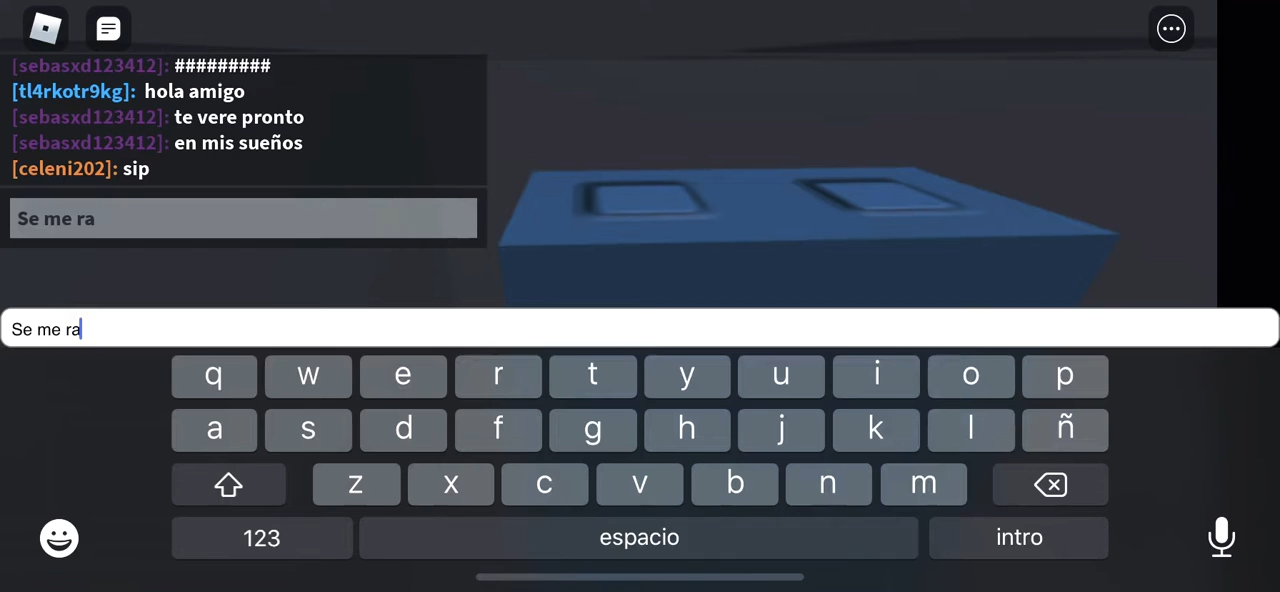 [sebasxd123412]: #########
[tl4rkotr9kg]: hola amigo
[sebasxd123412]: te vere pronto
[sebasxd123412]: en mis sueños
[celeni202]: sip
Se me ra
Se me ra
q w e r t y u i o p
a s d f g h j k l ñ
z x c v b n m
123 espacio intro